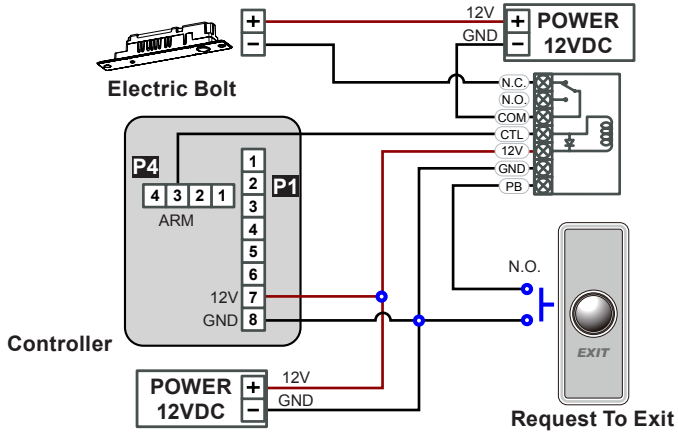 +
−
Electric Bolt
12V
GND
+
−
POWER
12VDC
N.C.
N.O.
COM
CTL
12V
GND
PB
P4
4 3 2 1
ARM
P1
1
2
3
4
5
6
12V 7
GND 8
Controller
N.O.
EXIT
Request To Exit
POWER
12VDC
+
−
12V
GND